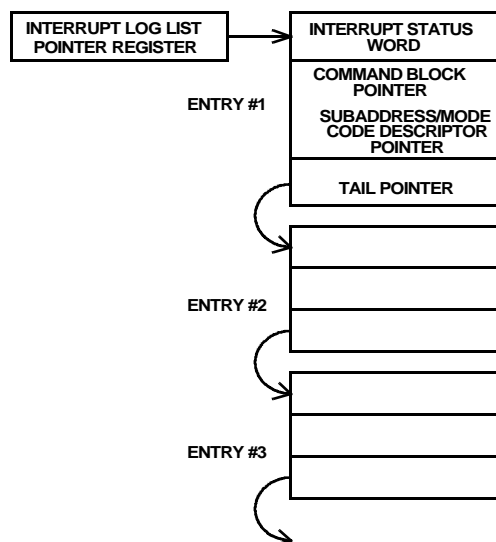 INTERRUPT LOG LIST
POINTER REGISTER
INTERRUPT STATUS
WORD
COMMAND BLOCK
POINTER
ENTRY #1
SUBADDRESS/MODE
CODE DESCRIPTOR
POINTER
TAIL POINTER
ENTRY #2
ENTRY #3